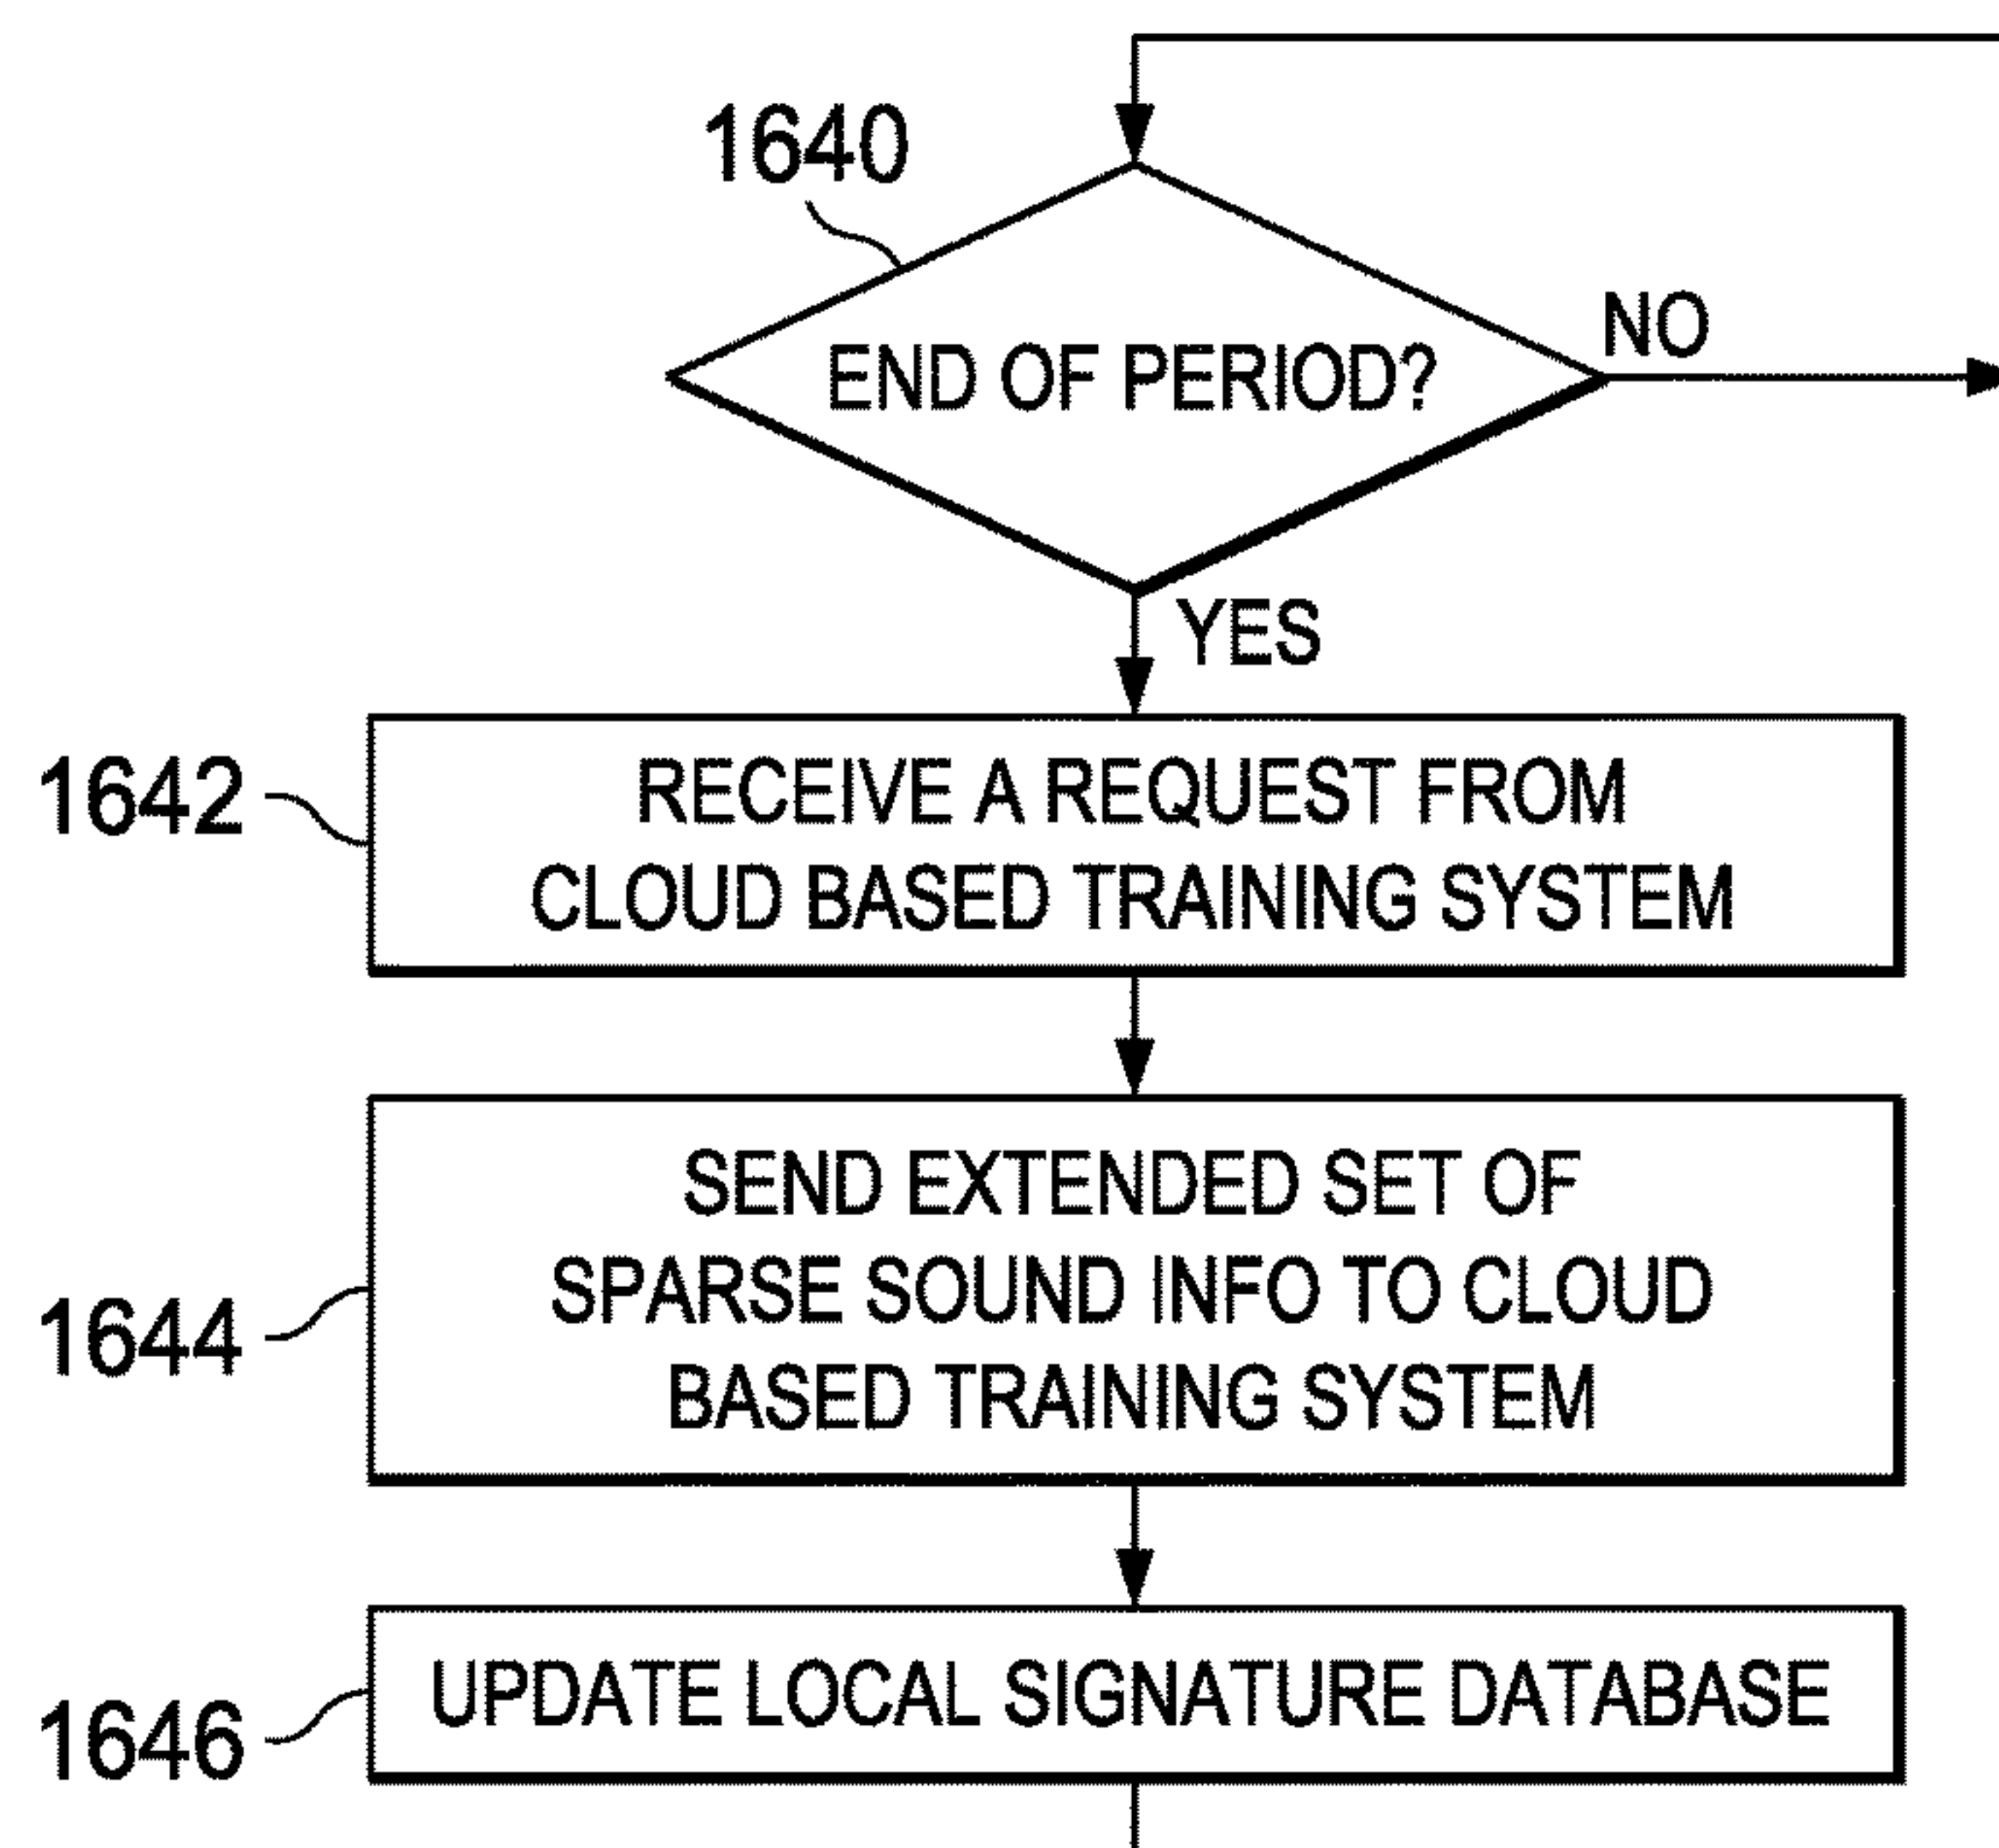 1640
END OF PERIOD?
NO
YES
1642
RECEIVE A REQUEST FROM
CLOUD BASED TRAINING SYSTEM
1644
SEND EXTENDED SET OF
SPARSE SOUND INFO TO CLOUD
BASED TRAINING SYSTEM
1646
UPDATE LOCAL SIGNATURE DATABASE